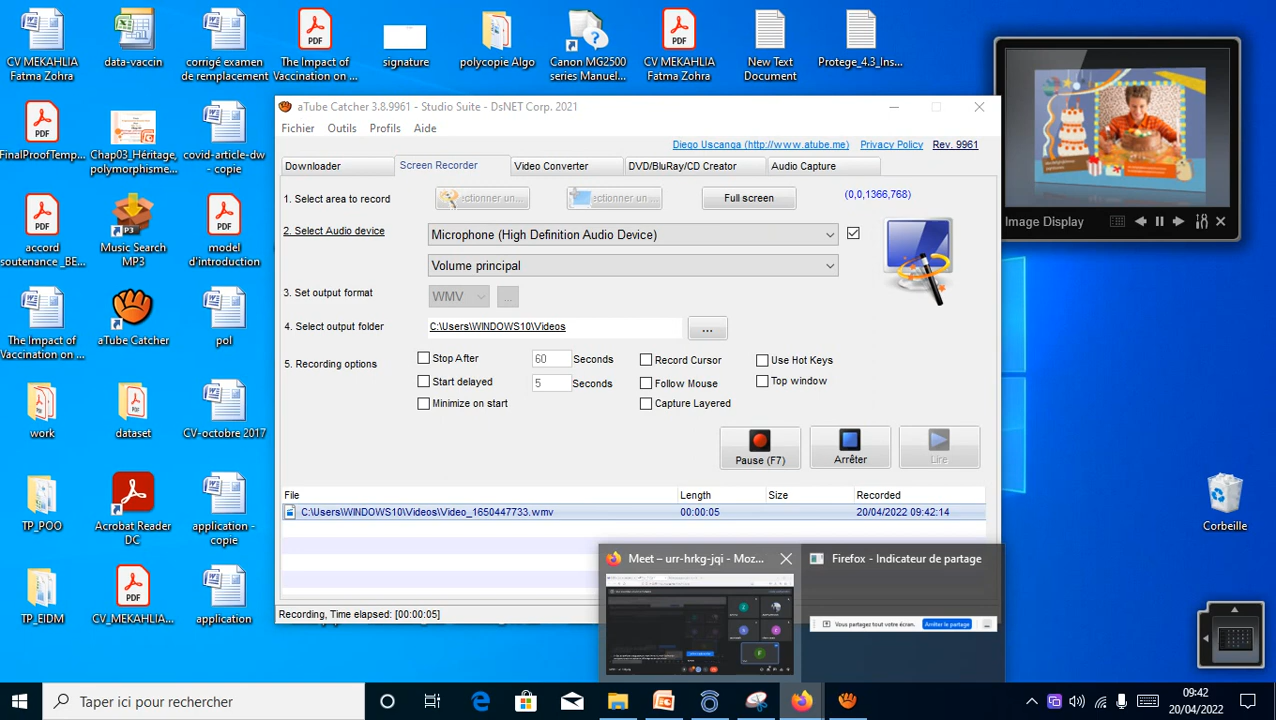 CV MEKAHLIA
Fatma Zohra
data-vaccin
corrigé examen
de remplacement
The Impact of
Vaccination on ...
signature
polycopie Algo
Canon MG2500
series Manuel...
CV MEKAHLIA
Fatma Zohra
New Text
Document
Protege_4.3_Ins...
FinalProofTemp...
Chap03_Héritage,
polymorphisme...
covid-article-dw
- copie
accord
soutenance _BE...
Music Search
MP3
model
d'introduction
The Impact of
Vaccination on ...
aTube Catcher
pol
work
dataset
CV-octobre 2017
TP_POO
Acrobat Reader
DC
application -
copie
TP_EIDM
CV_MEKAHLIA...
application
aTube Catcher 3.8.9961 - Studio Suite - DsNET Corp. 2021
Fichier Outils Profils Aide
Diego Uscanga (http://www.atube.me) Privacy Policy Rev. 9961
Downloader Screen Recorder Video Converter DVD/BluRay/CD Creator Audio Capture
1. Select area to record
ectionner un... ectionner un ... Full screen (0,0,1366,768)
2. Select Audio device Microphone (High Definition Audio Device)
Volume principal
3. Set output format WMV ...
4. Select output folder C:\Users\WINDOWS10\Videos ...
5. Recording options
Stop After 60 Seconds Record Cursor Use Hot Keys
Start delayed 5 Seconds Follow Mouse Top window
Minimize on start Capture Layered
Pause (F7) Arrêter Lire
File Length Size Recorded
C:\Users\WINDOWS10\Videos\Video_1650447733.wmv 00:00:05 20/04/2022 09:42:14
Recording, Time elapsed: [00:00:05]
Meet – urr-hrkg-jqi - Moz...
Firefox - Indicateur de partage
Vous partagez tout votre écran. Arrêter le partage
Image Display
Corbeille
Taper ici pour rechercher
09:42
20/04/2022